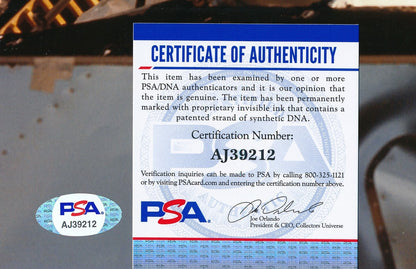 CERTIFICATE OF AUTHENTICITY
This item has been examined by one or more
PSA/DNA authenticators and it is our opinion that
the item is genuine. The item has been permanently
marked with proprietary invisible ink that contains a
patented strand of synthetic DNA.
Certification Number:
AJ39212
Verification inquiries can be made to PSA by calling 800-325-1121
or by visiting PSAcard.com and entering the certification number above.
PSA
Joe Orlando
President & CEO, Collectors Universe
PSA
AJ39212